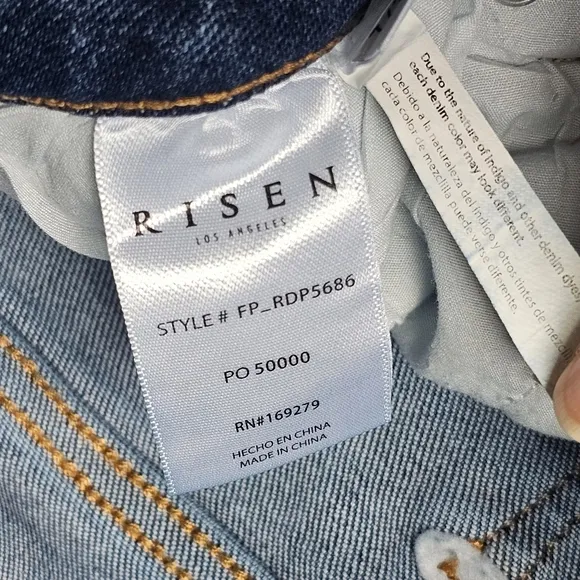 RISEN
LOS ANGELES
STYLE # FP_RDP5686
PO 50000
RN#169279
HECHO EN CHINA
MADE IN CHINA
Due to the nature of Indigo and other denim dyes
each denim color may look different.
Debido a la naturaleza del índigo y otros tintes de mezclilla
cada color de mezclilla puede verse diferente.